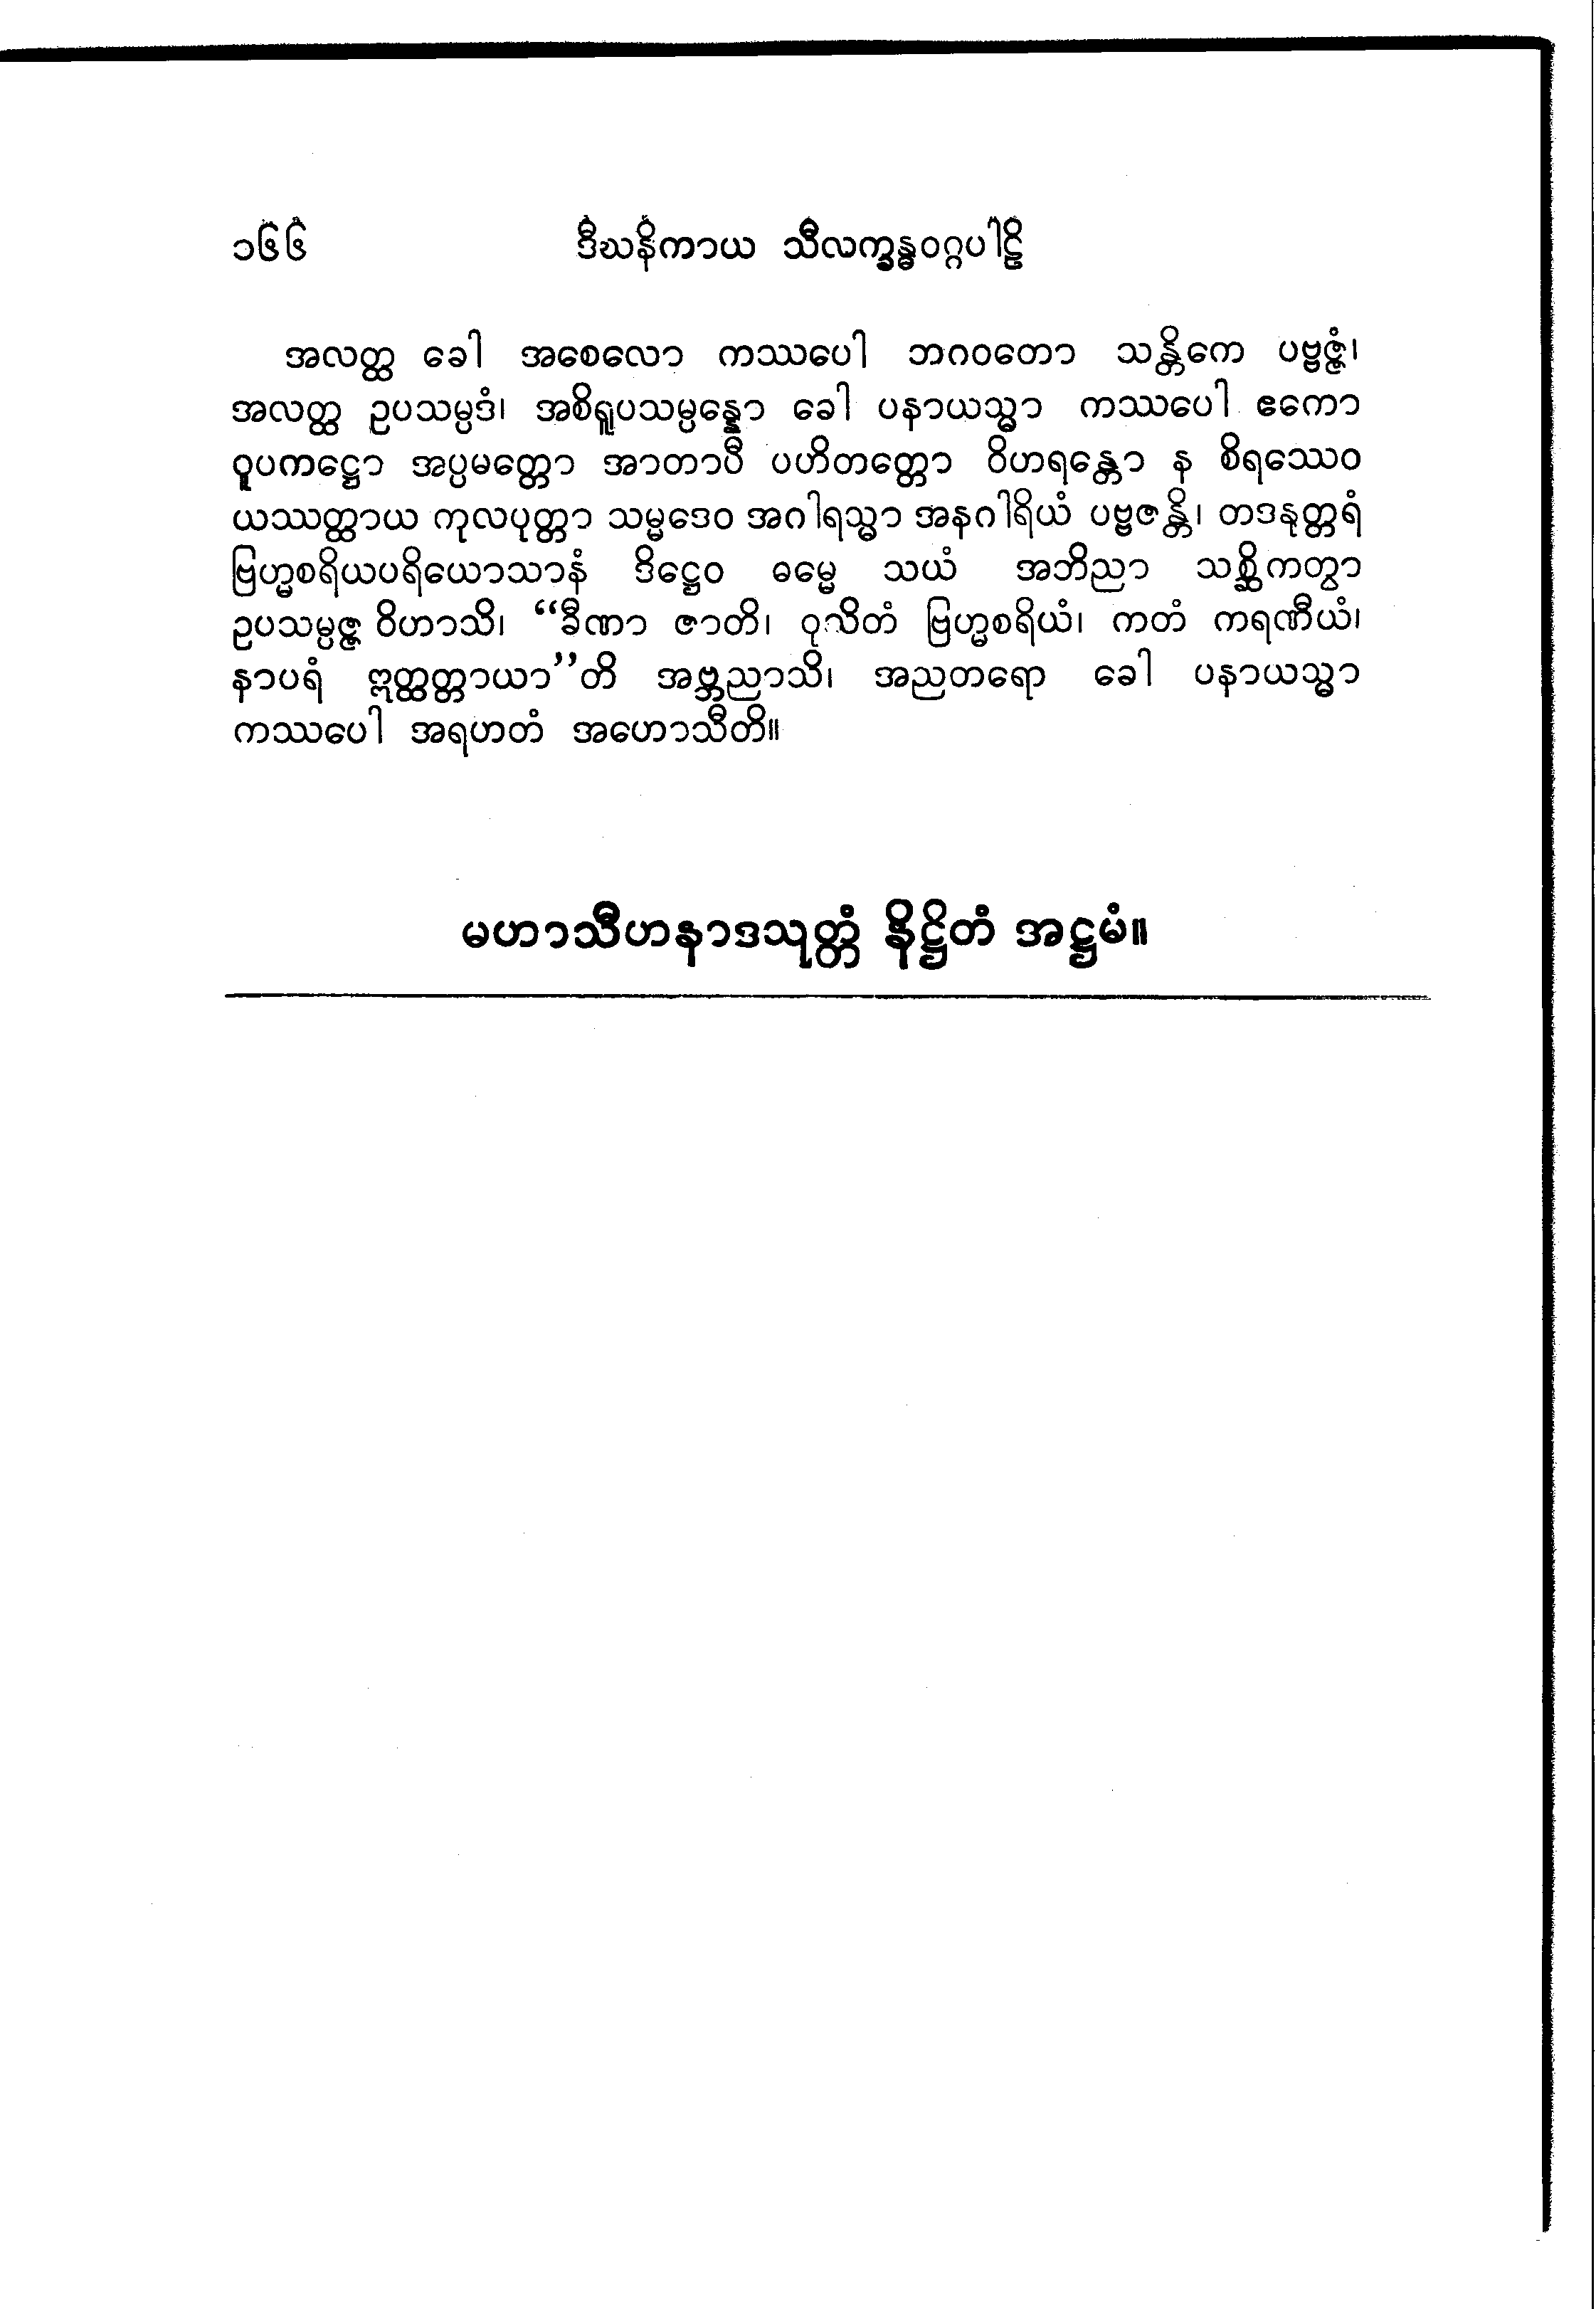 ၁၆၆ ဒီဃနိကာယ သီလက္ခန္ဓဝဂ္ဂပါဠိ
အလတ္ထ ခေါ အစေလော ကဿပေါ ဘဂဝတော သန္တိကေ ပဗ္ဗဇ္ဇံ၊
အလတ္ထ ဥပသမ္ပဒံ၊ အစိရူပသမ္ပန္နော ခေါ ပနာယသ္မာ ကဿပေါ ဧကော
ဝူပကဋ္ဌော အပ္ပမတ္တော အာတာပီ ပဟိတတ္တော ဝိဟရန္တော န စိရဿေဝ
ယဿတ္ထာယ ကုလပုတ္တာ သမ္မဒေဝ အဂါရသ္မာ အနဂါရိယံ ပဗ္ဗဇန္တိ၊ တဒနုတ္တရံ
ဗြဟ္မစရိယပရိယောသာနံ ဒိဋ္ဌေဝ ဓမ္မေ သယံ အဘိညာ သစ္ဆိကတွာ
ဥပသမ္ပဇ္ဇ ဝိဟာသိ၊ “ခီဏာ ဇာတိ၊ ဝုသိတံ ဗြဟ္မစရိယံ၊ ကတံ ကရဏီယံ၊
နာပရံ ဣတ္ထတ္တာယာ”တိ အဗ္ဘညာသိ၊ အညတရော ခေါ ပနာယသ္မာ
ကဿပေါ အရဟတံ အဟောသီတိ။
မဟာသီဟနာဒသုတ္တံ နိဋ္ဌိတံ အဋ္ဌမံ။